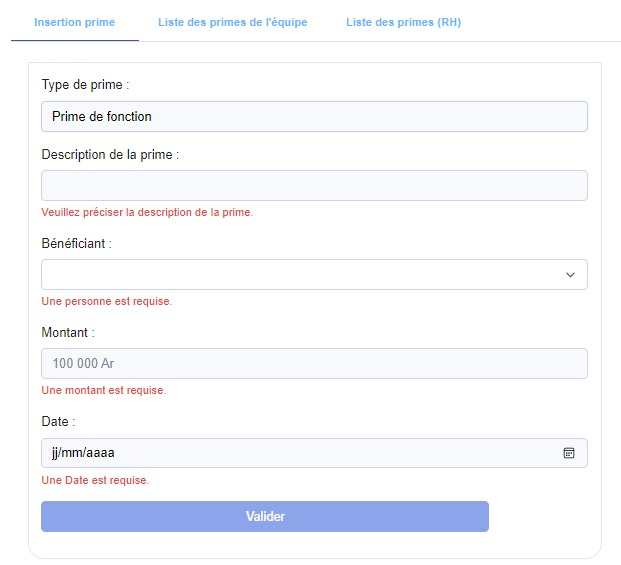 Insertion prime Liste des primes de l'équipe Liste des primes (RH)
Type de prime :
Prime de fonction
Description de la prime :
Veuillez préciser la description de la prime.
Bénéficiant :
Une personne est requise.
Montant :
100 000 Ar
Une montant est requise.
Date :
jj/mm/aaaa
Une Date est requise.
Valider